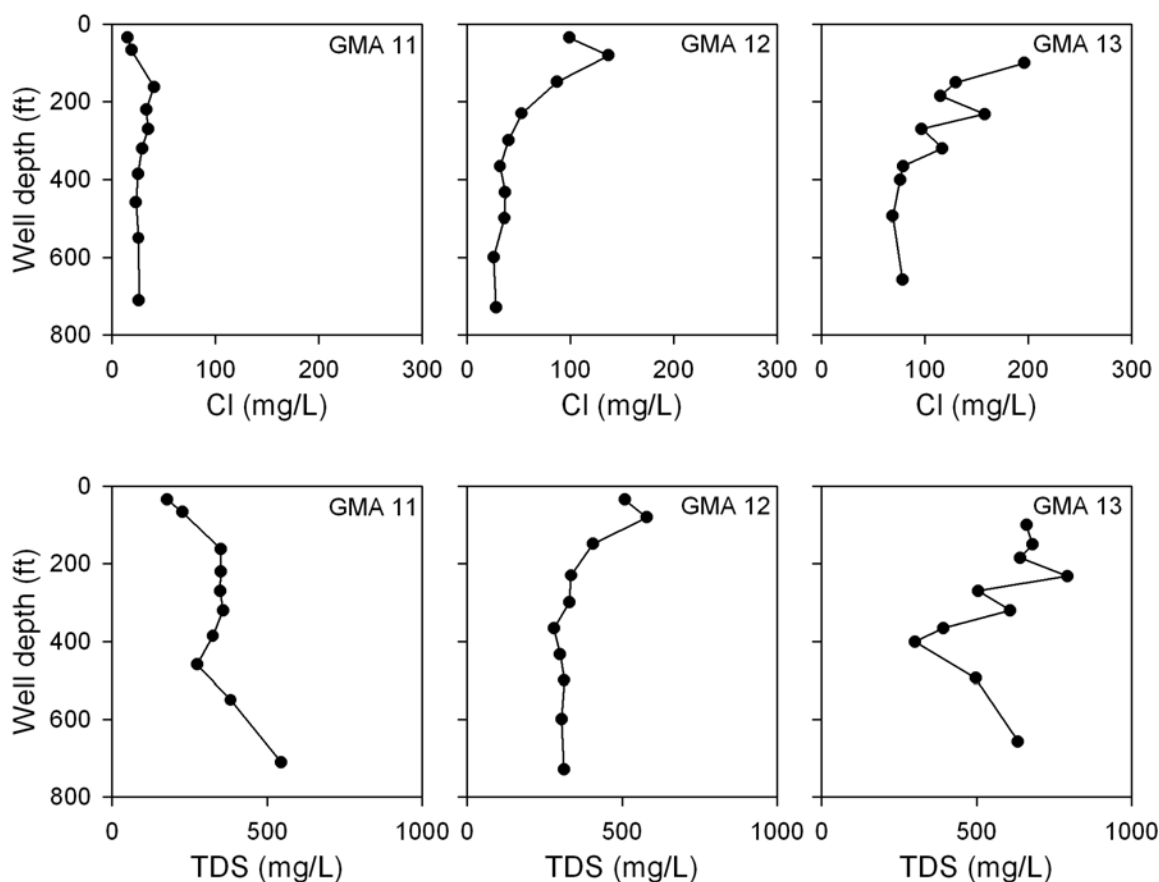 0
200
400
600
800
Well depth (ft)
GMA 11
0 100 200 300
Cl (mg/L)
GMA 12
0 100 200 300
Cl (mg/L)
GMA 13
0 100 200 300
Cl (mg/L)
0
200
400
600
800
Well depth (ft)
GMA 11
0 500 1000
TDS (mg/L)
GMA 12
0 500 1000
TDS (mg/L)
GMA 13
0 500 1000
TDS (mg/L)